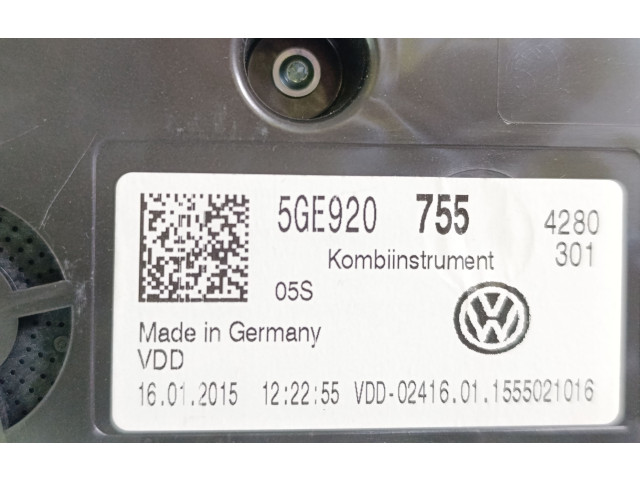 5GE920 755 4280
Kombiinstrument 301
05S
Made in Germany
VDD
16.01.2015 12:22:55 VDD-02416.01.1555021016